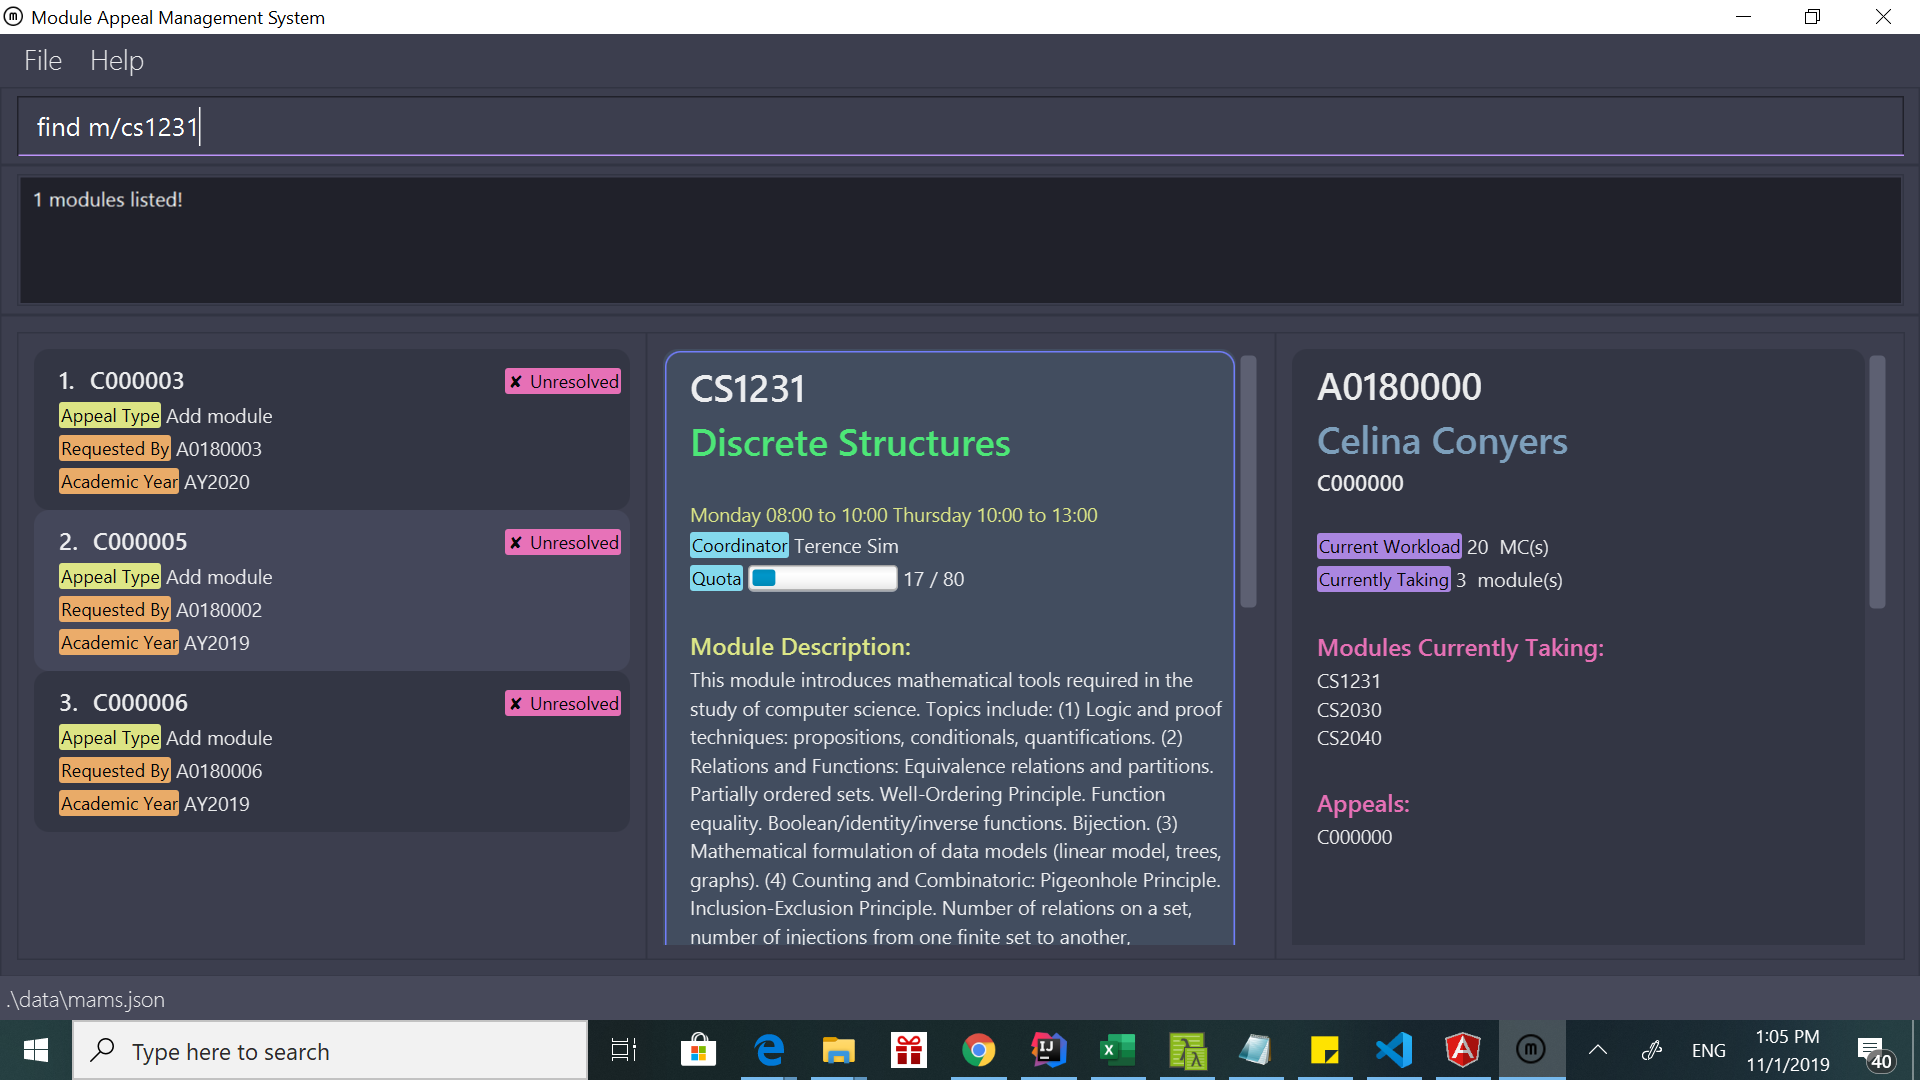 Module Appeal Management System
File Help
find m/cs1231
1 modules listed!
1. C000003
✘ Unresolved
Appeal Type Add module
Requested By A0180003
Academic Year AY2020
2. C000005
✘ Unresolved
Appeal Type Add module
Requested By A0180002
Academic Year AY2019
3. C000006
✘ Unresolved
Appeal Type Add module
Requested By A0180006
Academic Year AY2019
CS1231
Discrete Structures
Monday 08:00 to 10:00 Thursday 10:00 to 13:00
Coordinator Terence Sim
Quota 17 / 80
Module Description:
This module introduces mathematical tools required in the
study of computer science. Topics include: (1) Logic and proof
techniques: propositions, conditionals, quantifications. (2)
Relations and Functions: Equivalence relations and partitions.
Partially ordered sets. Well-Ordering Principle. Function
equality. Boolean/identity/inverse functions. Bijection. (3)
Mathematical formulation of data models (linear model, trees,
graphs). (4) Counting and Combinatoric: Pigeonhole Principle.
Inclusion-Exclusion Principle. Number of relations on a set,
number of injections from one finite set to another,
A0180000
Celina Conyers
C000000
Current Workload 20 MC(s)
Currently Taking 3 module(s)
Modules Currently Taking:
CS1231
CS2030
CS2040
Appeals:
C000000
.\data\mams.json
Type here to search
ENG
1:05 PM
11/1/2019
40